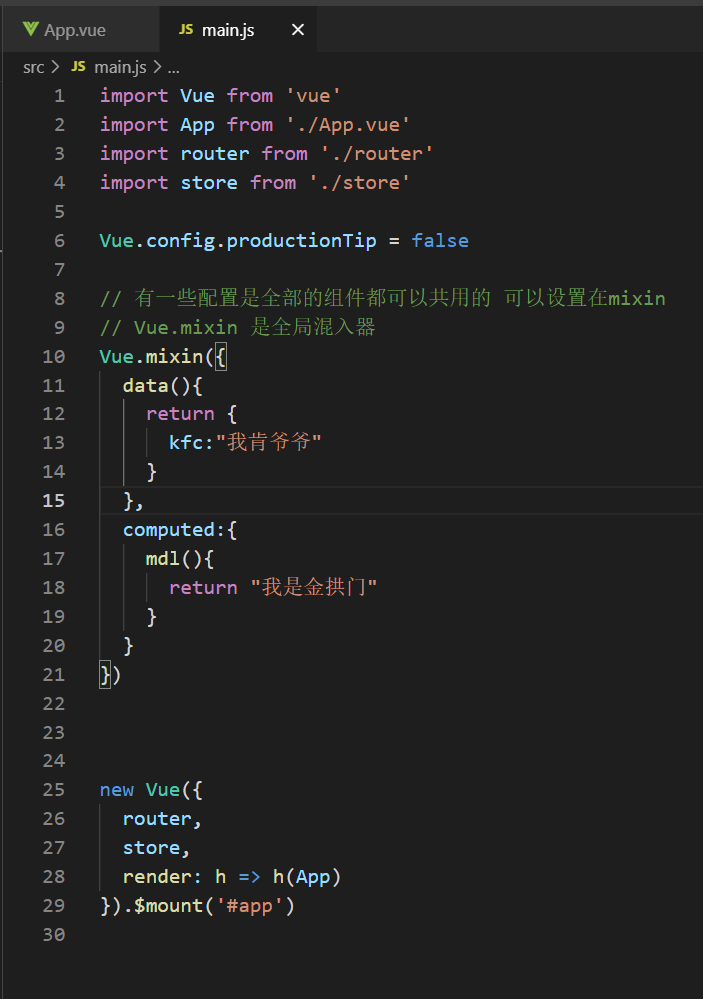 App.vue
JS main.js ×
src > JS main.js > ...
1 import Vue from 'vue'
2 import App from './App.vue'
3 import router from './router'
4 import store from './store'
5
6 Vue.config.productionTip = false
7
8 // 有一些配置是全部的组件都可以共用的 可以设置在mixin
9 // Vue.mixin 是全局混入器
10 Vue.mixin({
11   data(){
12     return {
13       kfc:"我肯爷爷"
14     }
15   },
16   computed:{
17     mdl(){
18       return "我是金拱门"
19     }
20   }
21 })
22
23
24
25 new Vue({
26   router,
27   store,
28   render: h => h(App)
29 }).$mount('#app')
30